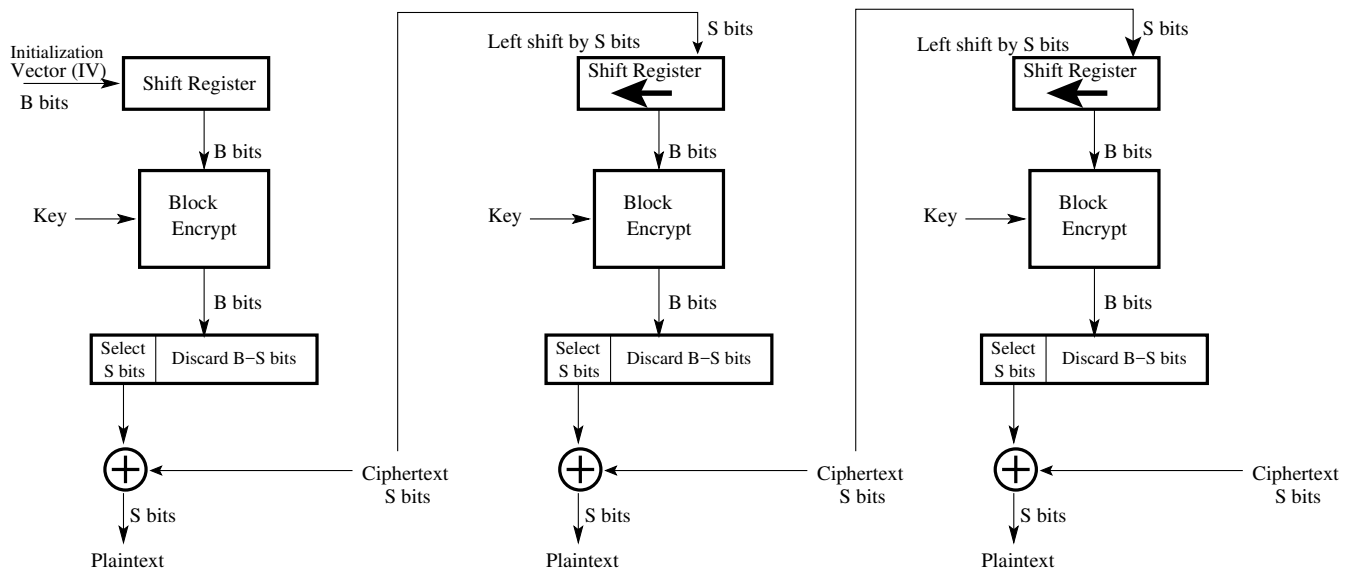 Initialization
Vector (IV)
B bits
Shift Register
B bits
Key
Block
Encrypt
B bits
Select
S bits
Discard B−S bits
S bits
Plaintext
Ciphertext
S bits
S bits
Left shift by S bits
Shift Register
B bits
Key
Block
Encrypt
B bits
Select
S bits
Discard B−S bits
S bits
Plaintext
Ciphertext
S bits
S bits
Left shift by S bits
Shift Register
B bits
Key
Block
Encrypt
B bits
Select
S bits
Discard B−S bits
S bits
Plaintext
Ciphertext
S bits